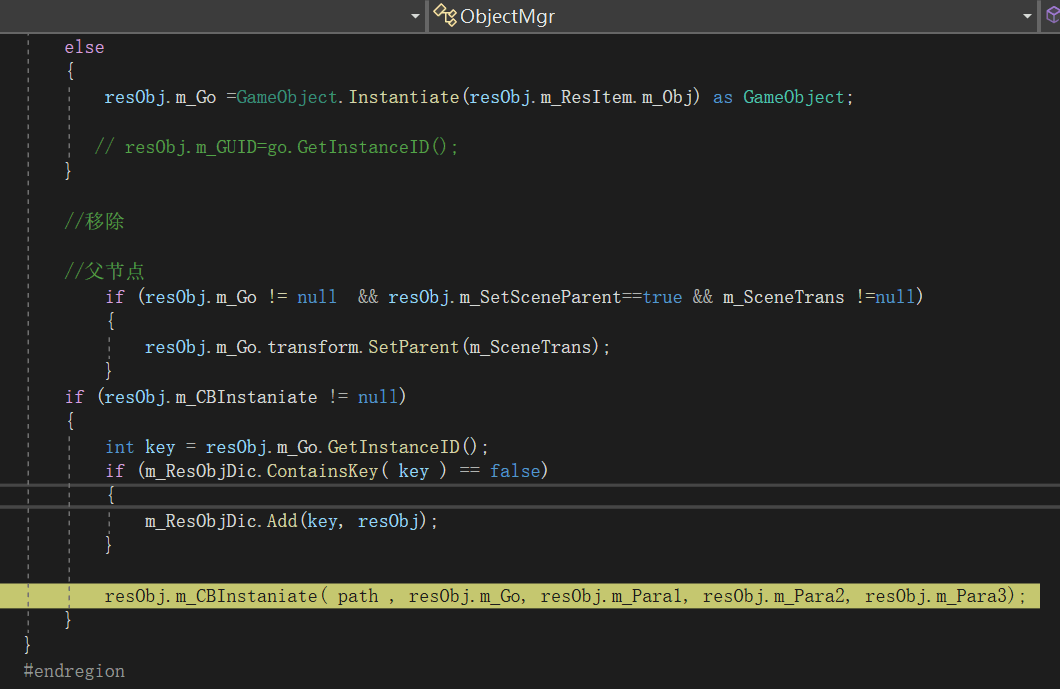 ObjectMgr
else
{
resObj.m_Go =GameObject.Instantiate(resObj.m_ResItem.m_Obj) as GameObject;
// resObj.m_GUID=go.GetInstanceID();
}
//移除
//父节点
if (resObj.m_Go != null  && resObj.m_SetSceneParent==true && m_SceneTrans !=null)
{
resObj.m_Go.transform.SetParent(m_SceneTrans);
}
if (resObj.m_CBInstaniate != null)
{
int key = resObj.m_Go.GetInstanceID();
if (m_ResObjDic.ContainsKey( key ) == false)
{
m_ResObjDic.Add(key, resObj);
}
resObj.m_CBInstaniate( path , resObj.m_Go, resObj.m_Para1, resObj.m_Para2, resObj.m_Para3);
}
}
#endregion